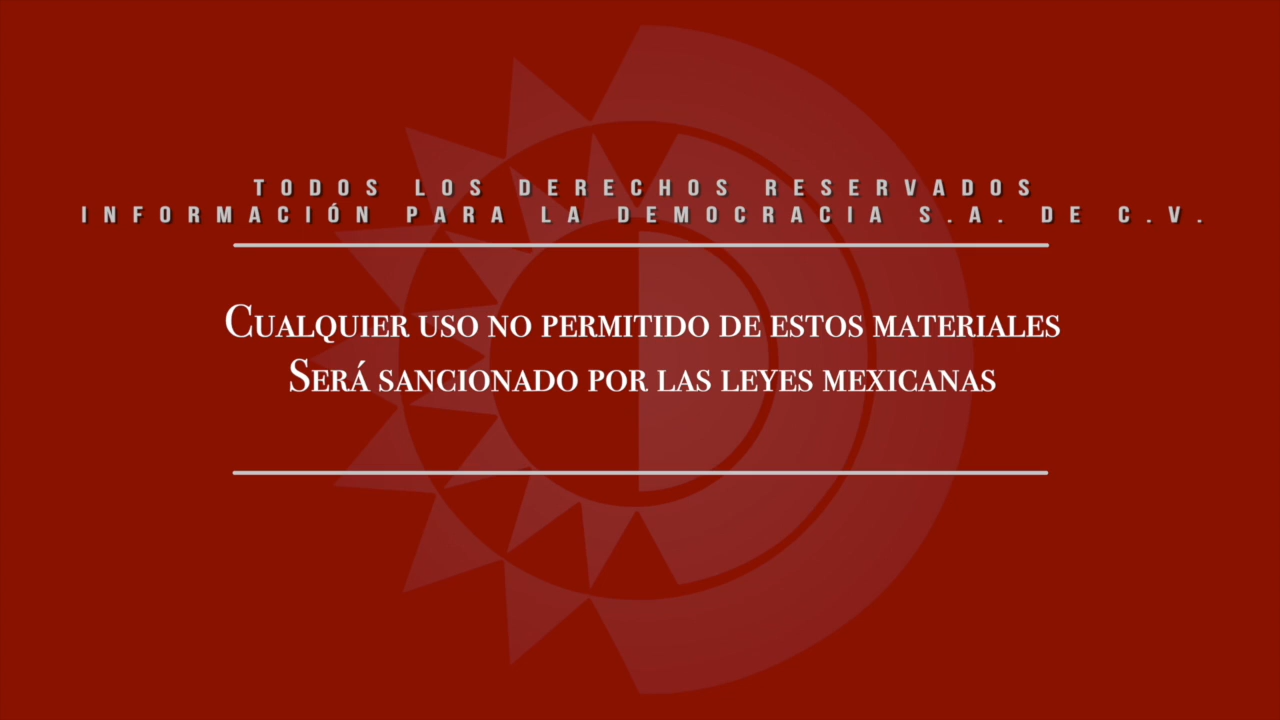 TODOS LOS DERECHOS RESERVADOS
INFORMACIÓN PARA LA DEMOCRACIA S.A. DE C.V.
Cualquier uso no permitido de estos materiales
Será sancionado por las leyes mexicanas